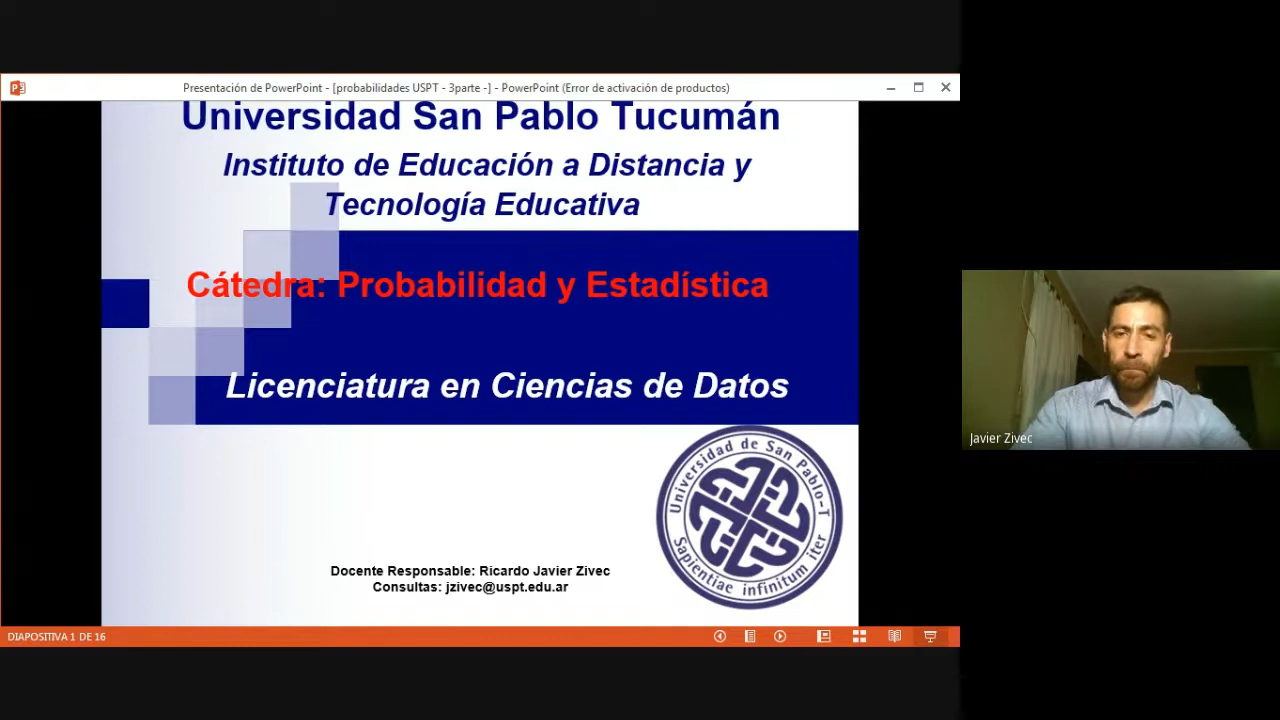 Presentación de PowerPoint - [probabilidades USPT - 3parte -] - PowerPoint (Error de activación de productos)
Universidad San Pablo Tucumán
Instituto de Educación a Distancia y
Tecnología Educativa
Cátedra: Probabilidad y Estadística
Licenciatura en Ciencias de Datos
Universidad de San Pablo-T
Sapientiae infinitum iter
Docente Responsable: Ricardo Javier Zivec
Consultas: jzivec@uspt.edu.ar
DIAPOSITIVA 1 DE 16
Javier Zivec